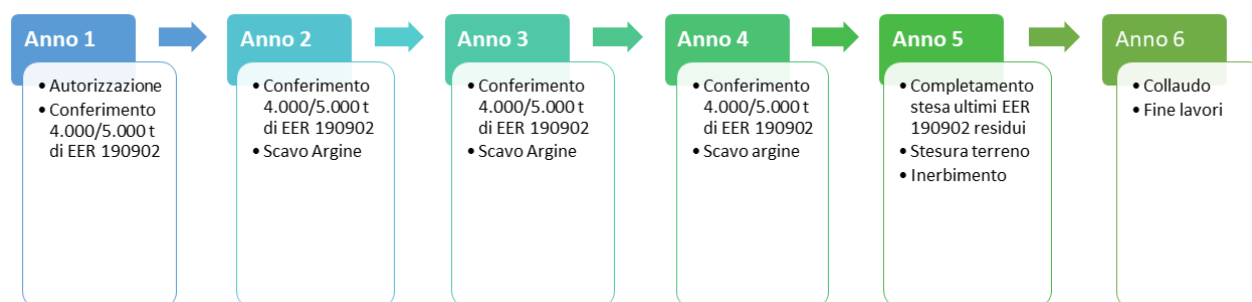 Anno 1
• Autorizzazione
• Conferimento
4.000/5.000 t
di EER 190902
Anno 2
• Conferimento
4.000/5.000 t
di EER 190902
• Scavo Argine
Anno 3
• Conferimento
4.000/5.000 t
di EER 190902
• Scavo Argine
Anno 4
• Conferimento
4.000/5.000 t
di EER 190902
• Scavo argine
Anno 5
• Completamento
stesa ultimi EER
190902 residui
• Stesura terreno
• Inerbimento
Anno 6
• Collaudo
• Fine lavori